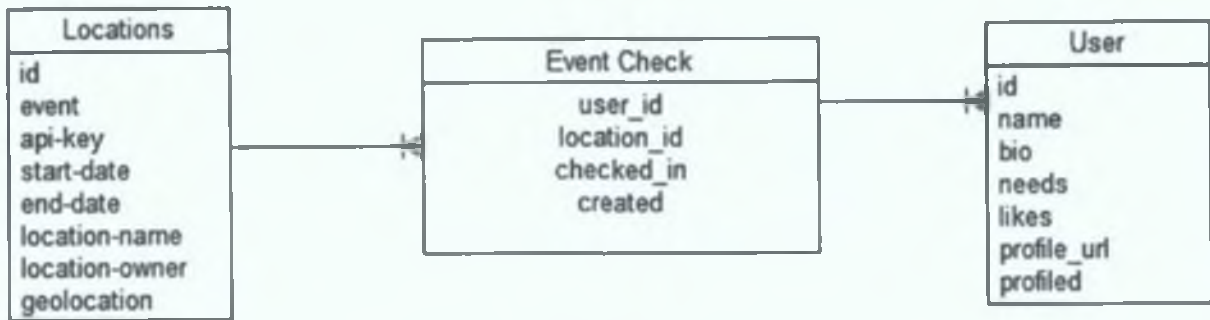 Locations
id
event
api-key
start-date
end-date
location-name
location-owner
geolocation
Event Check
user_id
location_id
checked_in
created
User
id
name
bio
needs
likes
profile_url
profiled